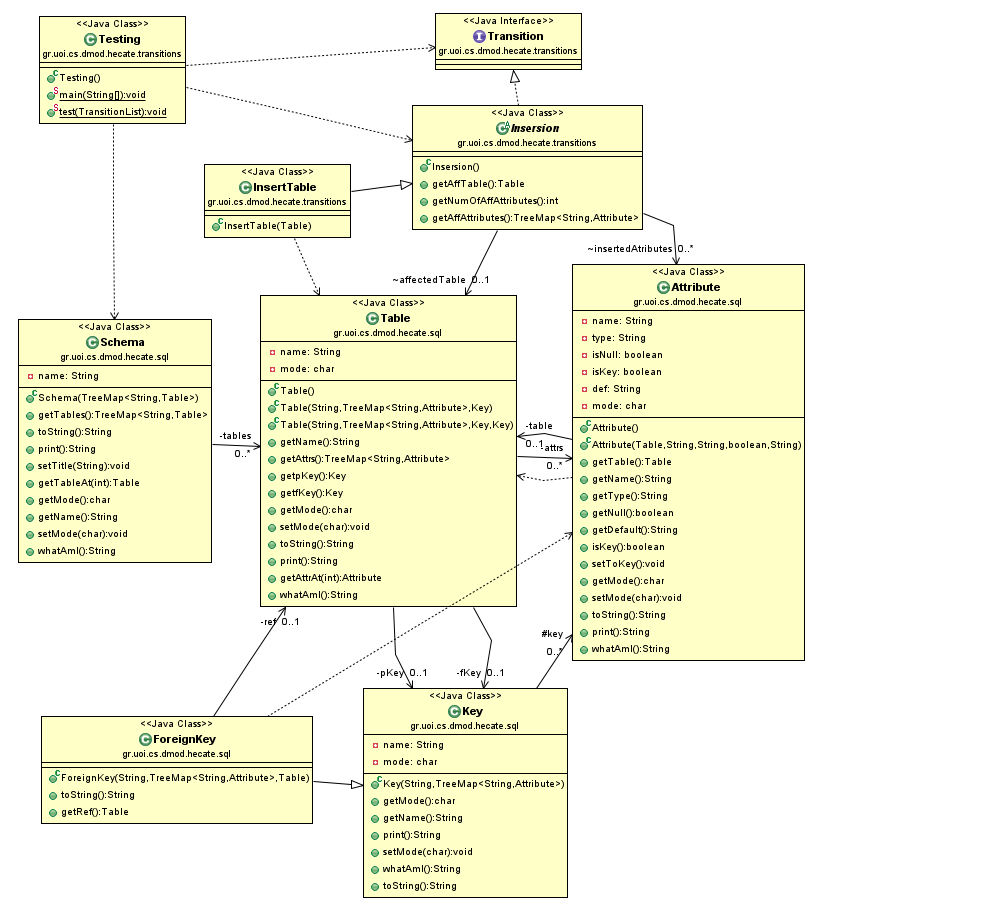 <<Java Class>>
Testing
gr.uoi.cs.dmod.hecate.transitions
Testing()
main(String[]):void
test(TransitionList):void
<<Java Interface>>
Transition
gr.uoi.cs.dmod.hecate.transitions
<<Java Class>>
Insersion
gr.uoi.cs.dmod.hecate.transitions
Insersion()
getAffTable():Table
getNumOfAffAttributes():int
getAffAttributes():TreeMap<String,Attribute>
<<Java Class>>
InsertTable
gr.uoi.cs.dmod.hecate.transitions
InsertTable(Table)
~insertedAtributes 0..*
~affectedTable 0..1
<<Java Class>>
Schema
gr.uoi.cs.dmod.hecate.sql
name: String
Schema(TreeMap<String,Table>)
getTables():TreeMap<String,Table>
toString():String
print():String
setTitle(String):void
getTableAt(int):Table
getMode():char
getName():String
setMode(char):void
whatAmI():String
-tables
0..*
<<Java Class>>
Table
gr.uoi.cs.dmod.hecate.sql
name: String
mode: char
Table()
Table(String,TreeMap<String,Attribute>,Key)
Table(String,TreeMap<String,Attribute>,Key,Key)
getName():String
getAttrs():TreeMap<String,Attribute>
getpKey():Key
getfKey():Key
getMode():char
setMode(char):void
toString():String
print():String
getAttrAt(int):Attribute
whatAmI():String
-table
0..1
-attrs
0..*
<<Java Class>>
Attribute
gr.uoi.cs.dmod.hecate.sql
name: String
type: String
isNull: boolean
isKey: boolean
def: String
mode: char
Attribute()
Attribute(Table,String,String,boolean,String)
getTable():Table
getName():String
getType():String
getNull():boolean
getDefault():String
isKey():boolean
setToKey():void
getMode():char
setMode(char):void
toString():String
print():String
whatAmI():String
-ref 0..1
-pKey 0..1
-fKey 0..1
#key
0..*
<<Java Class>>
ForeignKey
gr.uoi.cs.dmod.hecate.sql
ForeignKey(String,TreeMap<String,Attribute>,Table)
toString():String
getRef():Table
<<Java Class>>
Key
gr.uoi.cs.dmod.hecate.sql
name: String
mode: char
Key(String,TreeMap<String,Attribute>)
getMode():char
getName():String
print():String
setMode(char):void
whatAmI():String
toString():String